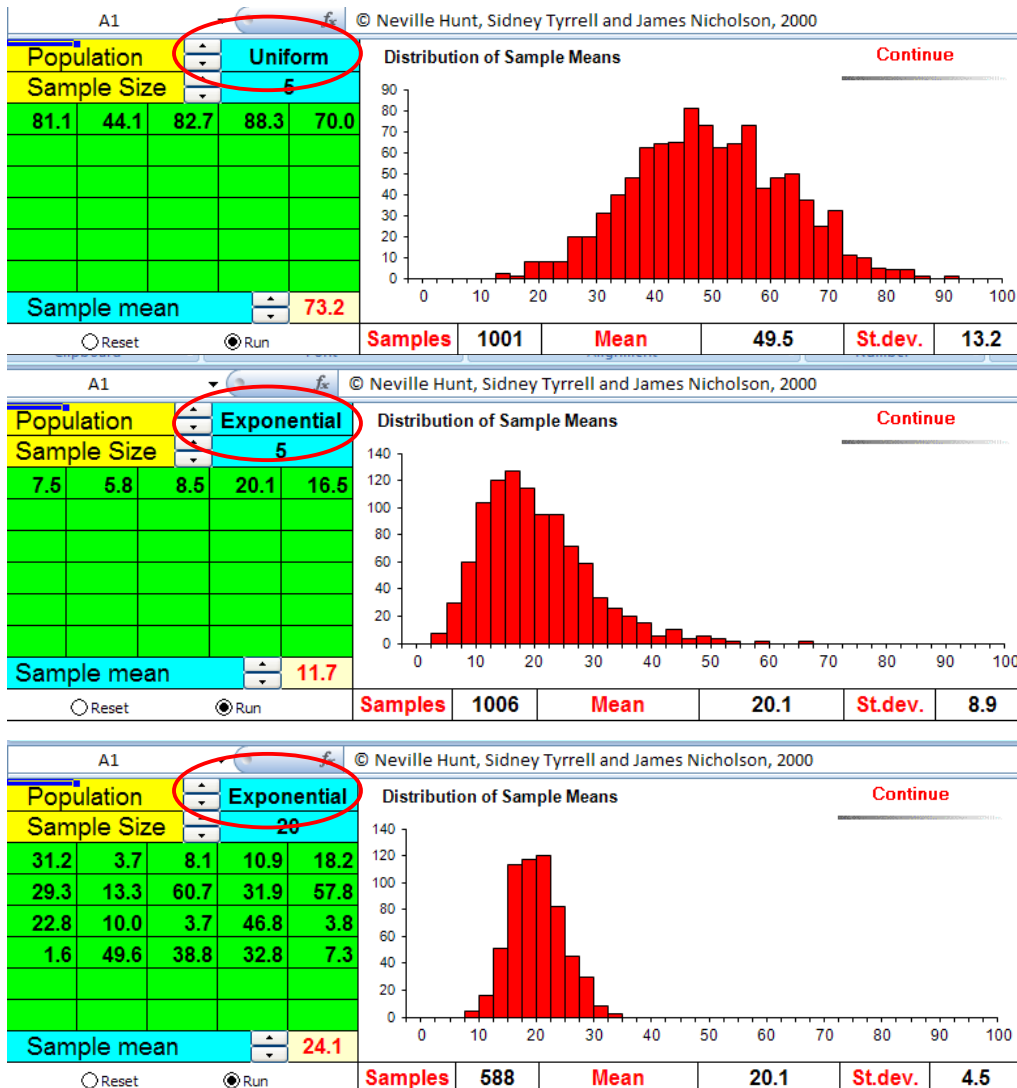 A1 fx © Neville Hunt, Sidney Tyrrell and James Nicholson, 2000
Population Uniform
Sample Size 5
81.1 44.1 82.7 88.3 70.0
Sample mean 73.2
Reset Run
Distribution of Sample Means Continue
90
80
70
60
50
40
30
20
10
0
0 10 20 30 40 50 60 70 80 90 100
Samples 1001 Mean 49.5 St.dev. 13.2
A1 fx © Neville Hunt, Sidney Tyrrell and James Nicholson, 2000
Population Exponential
Sample Size 5
7.5 5.8 8.5 20.1 16.5
Sample mean 11.7
Reset Run
Distribution of Sample Means Continue
140
120
100
80
60
40
20
0
0 10 20 30 40 50 60 70 80 90 100
Samples 1006 Mean 20.1 St.dev. 8.9
A1 fx © Neville Hunt, Sidney Tyrrell and James Nicholson, 2000
Population Exponential
Sample Size 20
31.2 3.7 8.1 10.9 18.2
29.3 13.3 60.7 31.9 57.8
22.8 10.0 3.7 46.8 3.8
1.6 49.6 38.8 32.8 7.3
Sample mean 24.1
Reset Run
Distribution of Sample Means Continue
140
120
100
80
60
40
20
0
0 10 20 30 40 50 60 70 80 90 100
Samples 588 Mean 20.1 St.dev. 4.5